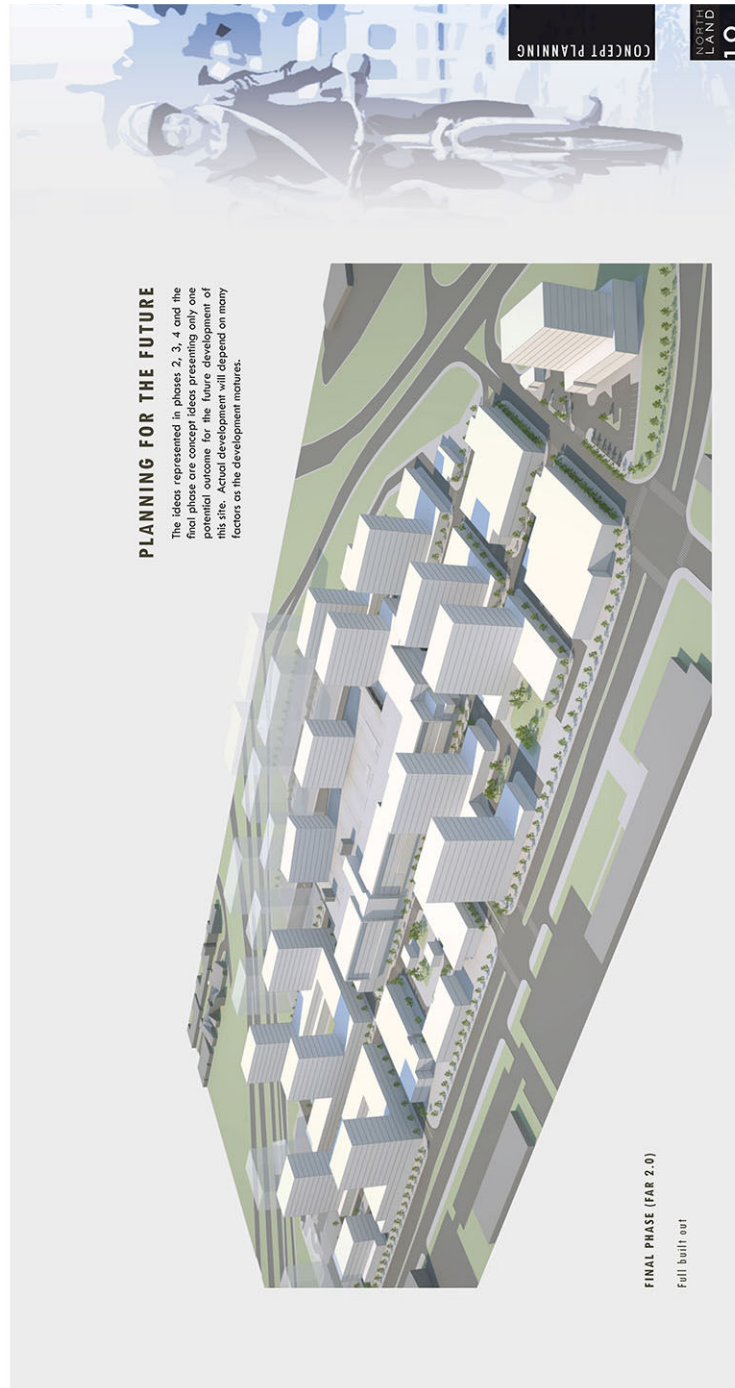 CONCEPT PLANNING
NORTH
LAND
PLANNING FOR THE FUTURE
The ideas represented in phases 2, 3, 4 and the
final phase are concept ideas presenting only one
potential outcome for the future development of
this site. Actual development will depend on many
factors as the development matures.
FINAL PHASE (FAR 2.0)
Full built out